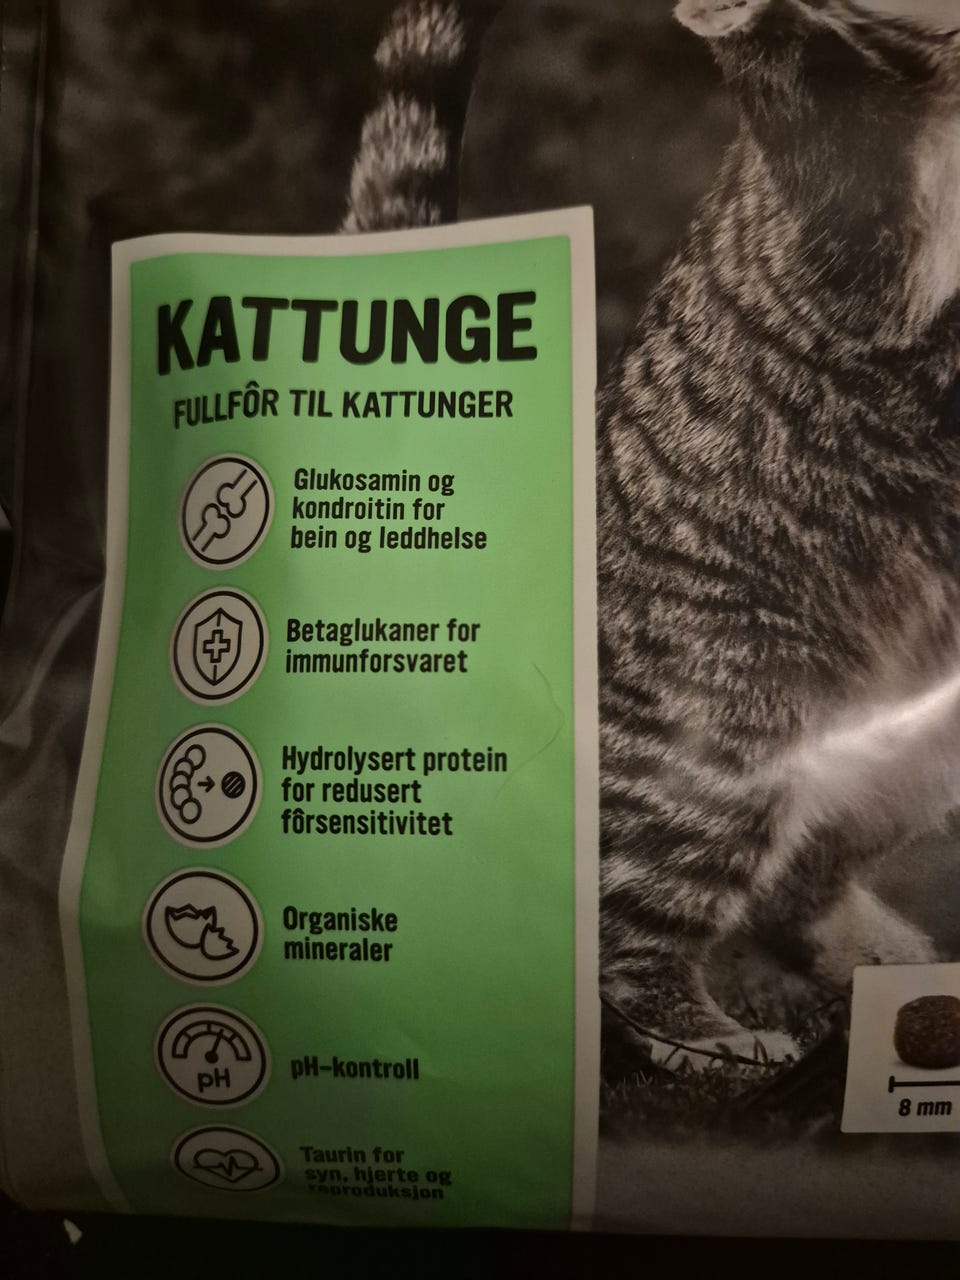 KATTUNGE
FULLFÔR TIL KATTUNGER
Glukosamin og
kondroitin for
bein og leddhelse
Betaglukaner for
immunforsvaret
Hydrolysert protein
for redusert
fôrsensitivitet
Organiske
mineraler
pH
pH-kontroll
Taurin for
syn, hjerte og
reproduksjon
8 mm